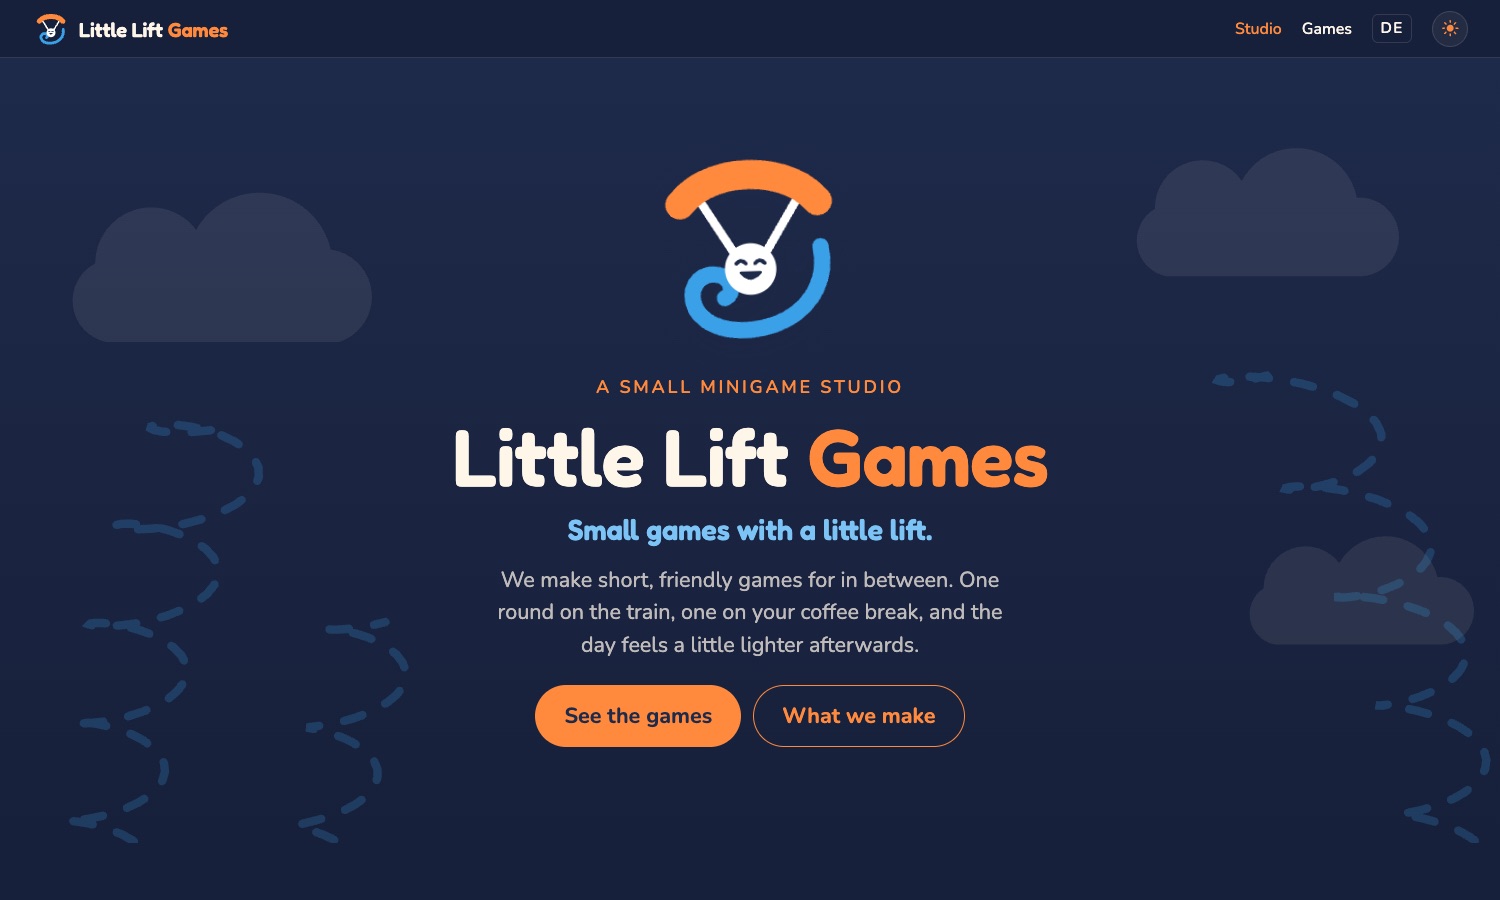 Little Lift Games
Studio
Games
DE
A SMALL MINIGAME STUDIO
Little Lift Games
Small games with a little lift.
We make short, friendly games for in between. One
round on the train, one on your coffee break, and the
day feels a little lighter afterwards.
See the games
What we make